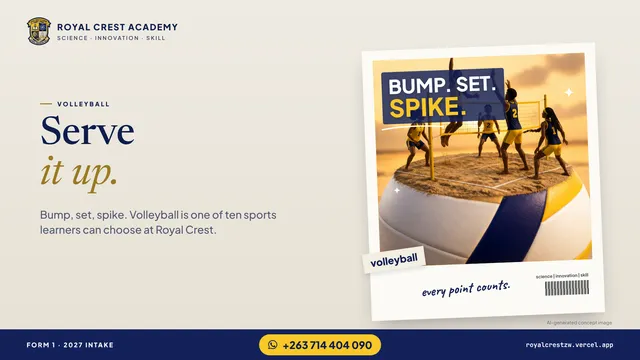 ROYAL CREST ACADEMY
SCIENCE · INNOVATION · SKILL
VOLLEYBALL
Serve
it up.
Bump, set, spike. Volleyball is one of ten sports
learners can choose at Royal Crest.
BUMP. SET.
SPIKE.
2
volleyball
every point counts.
science | innovation | skill
AI-generated concept image
FORM 1 · 2027 INTAKE
+263 714 404 090
royalcrestzw.vercel.app